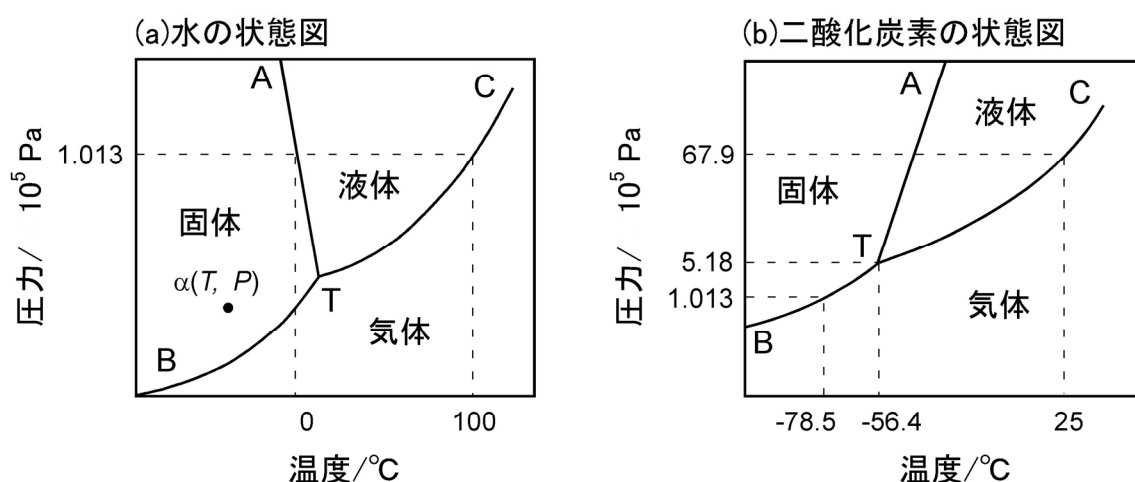 (a)水の状態図
A
C
1.013
液体
固体
α(T, P)
T
気体
B
0
100
圧力/ 10⁵ Pa
温度/℃
(b)二酸化炭素の状態図
A
C
液体
67.9
固体
T
5.18
1.013
気体
B
-78.5
-56.4
25
圧力/ 10⁵ Pa
温度/℃